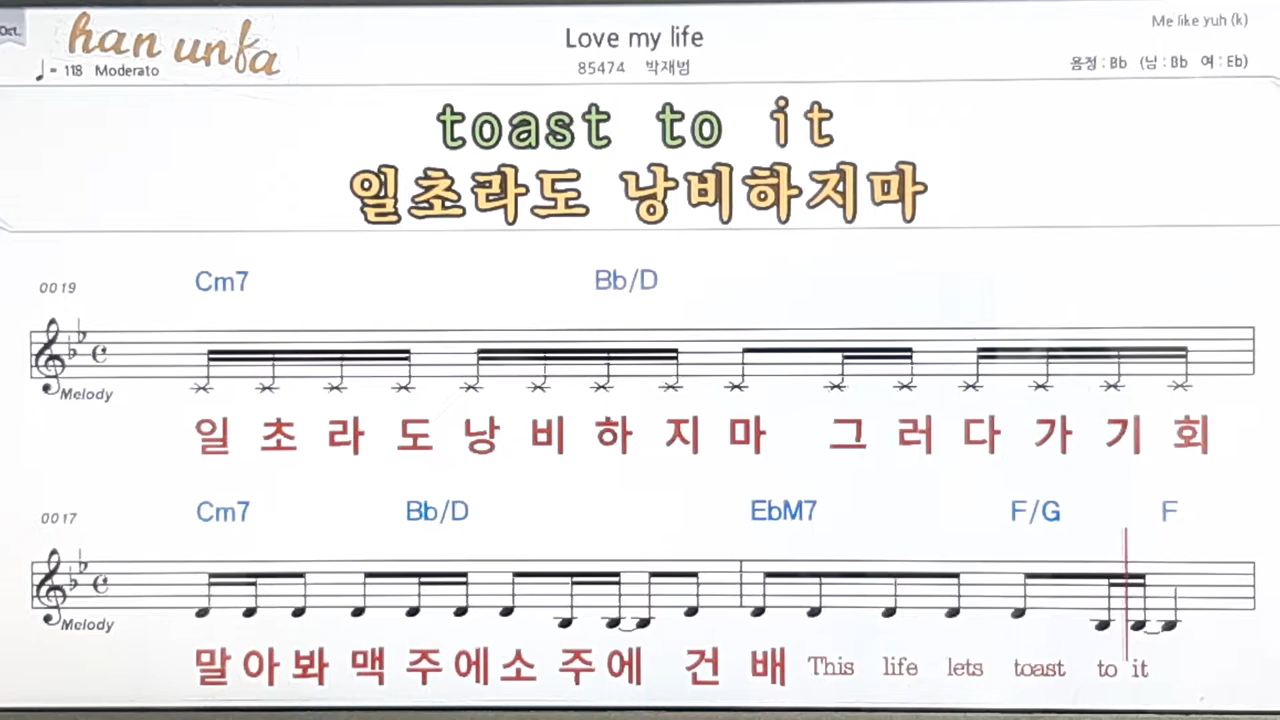 Oct.
han unfa
♩= 118 Moderato
Love my life
85474 박재범
Me like yuh (k)
음정 : Bb (남 : Bb 여 : Eb)
toast to it
일초라도 낭비하지마
0019
Cm7 Bb/D
Melody
일 초 라 도 낭 비 하 지 마 그 러 다 가 기 회
0017
Cm7 Bb/D EbM7 F/G F
Melody
말 아 봐 맥 주 에 소 주 에 건 배 This life lets toast to it